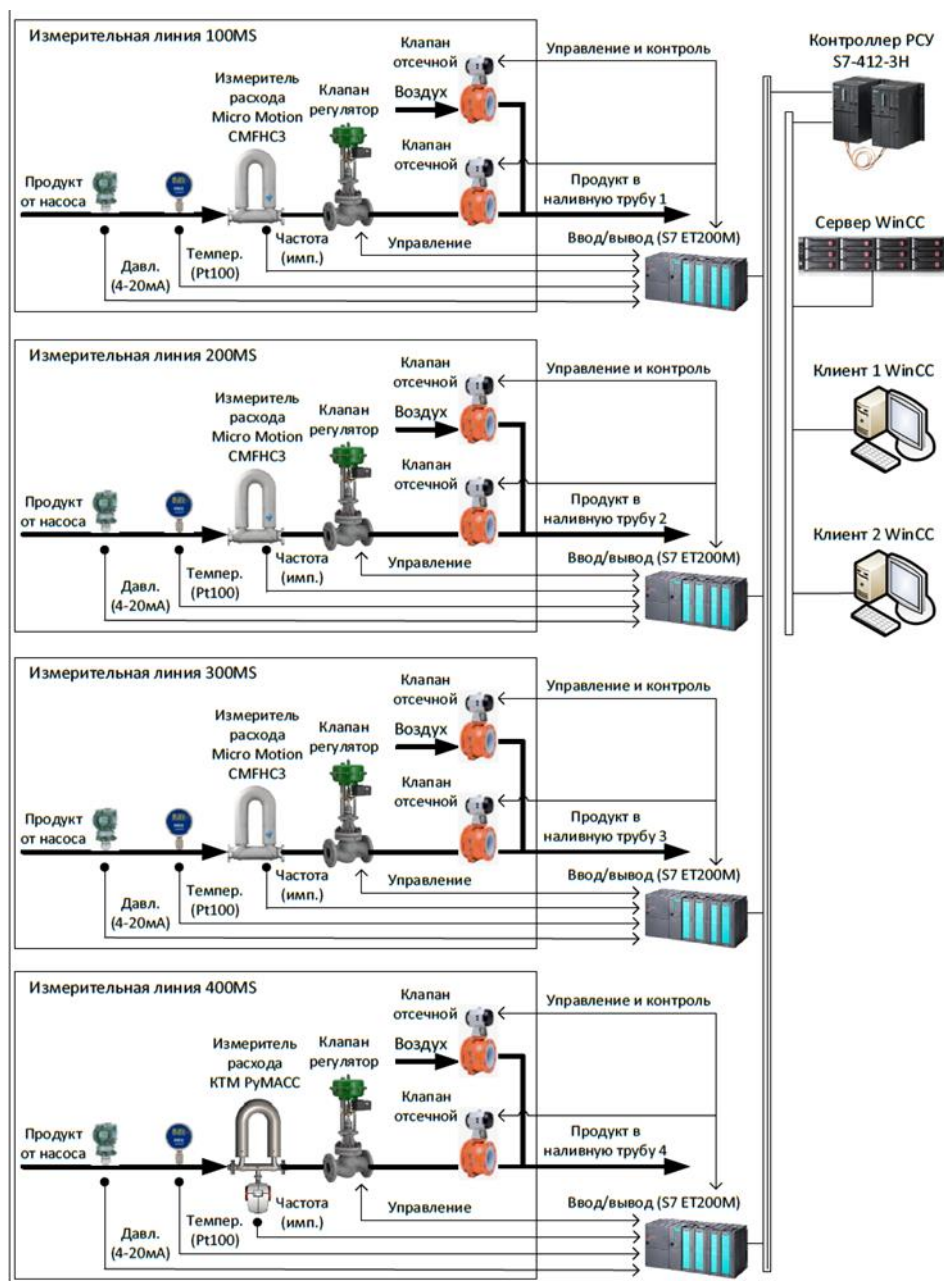 Измерительная линия 100MS
Измеритель
расхода
Micro Motion
CMFHC3
Клапан
регулятор
Клапан
отсечной
Воздух
Клапан
отсечной
Управление и контроль
Продукт
от насоса
Продукт в
наливную трубу 1
Давл.
(4-20мА)
Темпер.
(Pt100)
Частота
(имп.)
Управление
Ввод/вывод (S7 ET200M)
Измерительная линия 200MS
Измеритель
расхода
Micro Motion
CMFHC3
Клапан
регулятор
Клапан
отсечной
Воздух
Клапан
отсечной
Управление и контроль
Продукт
от насоса
Продукт в
наливную трубу 2
Давл.
(4-20мА)
Темпер.
(Pt100)
Частота
(имп.)
Управление
Ввод/вывод (S7 ET200M)
Измерительная линия 300MS
Измеритель
расхода
Micro Motion
CMFHC3
Клапан
регулятор
Клапан
отсечной
Воздух
Клапан
отсечной
Управление и контроль
Продукт
от насоса
Продукт в
наливную трубу 3
Давл.
(4-20мА)
Темпер.
(Pt100)
Частота
(имп.)
Управление
Ввод/вывод (S7 ET200M)
Измерительная линия 400MS
Измеритель
расхода
КТМ РуМАСС
Клапан
регулятор
Клапан
отсечной
Воздух
Клапан
отсечной
Управление и контроль
Продукт
от насоса
Продукт в
наливную трубу 4
Давл.
(4-20мА)
Темпер.
(Pt100)
Частота
(имп.)
Управление
Ввод/вывод (S7 ET200M)
Контроллер РСУ
S7-412-3H
Сервер WinCC
Клиент 1 WinCC
Клиент 2 WinCC